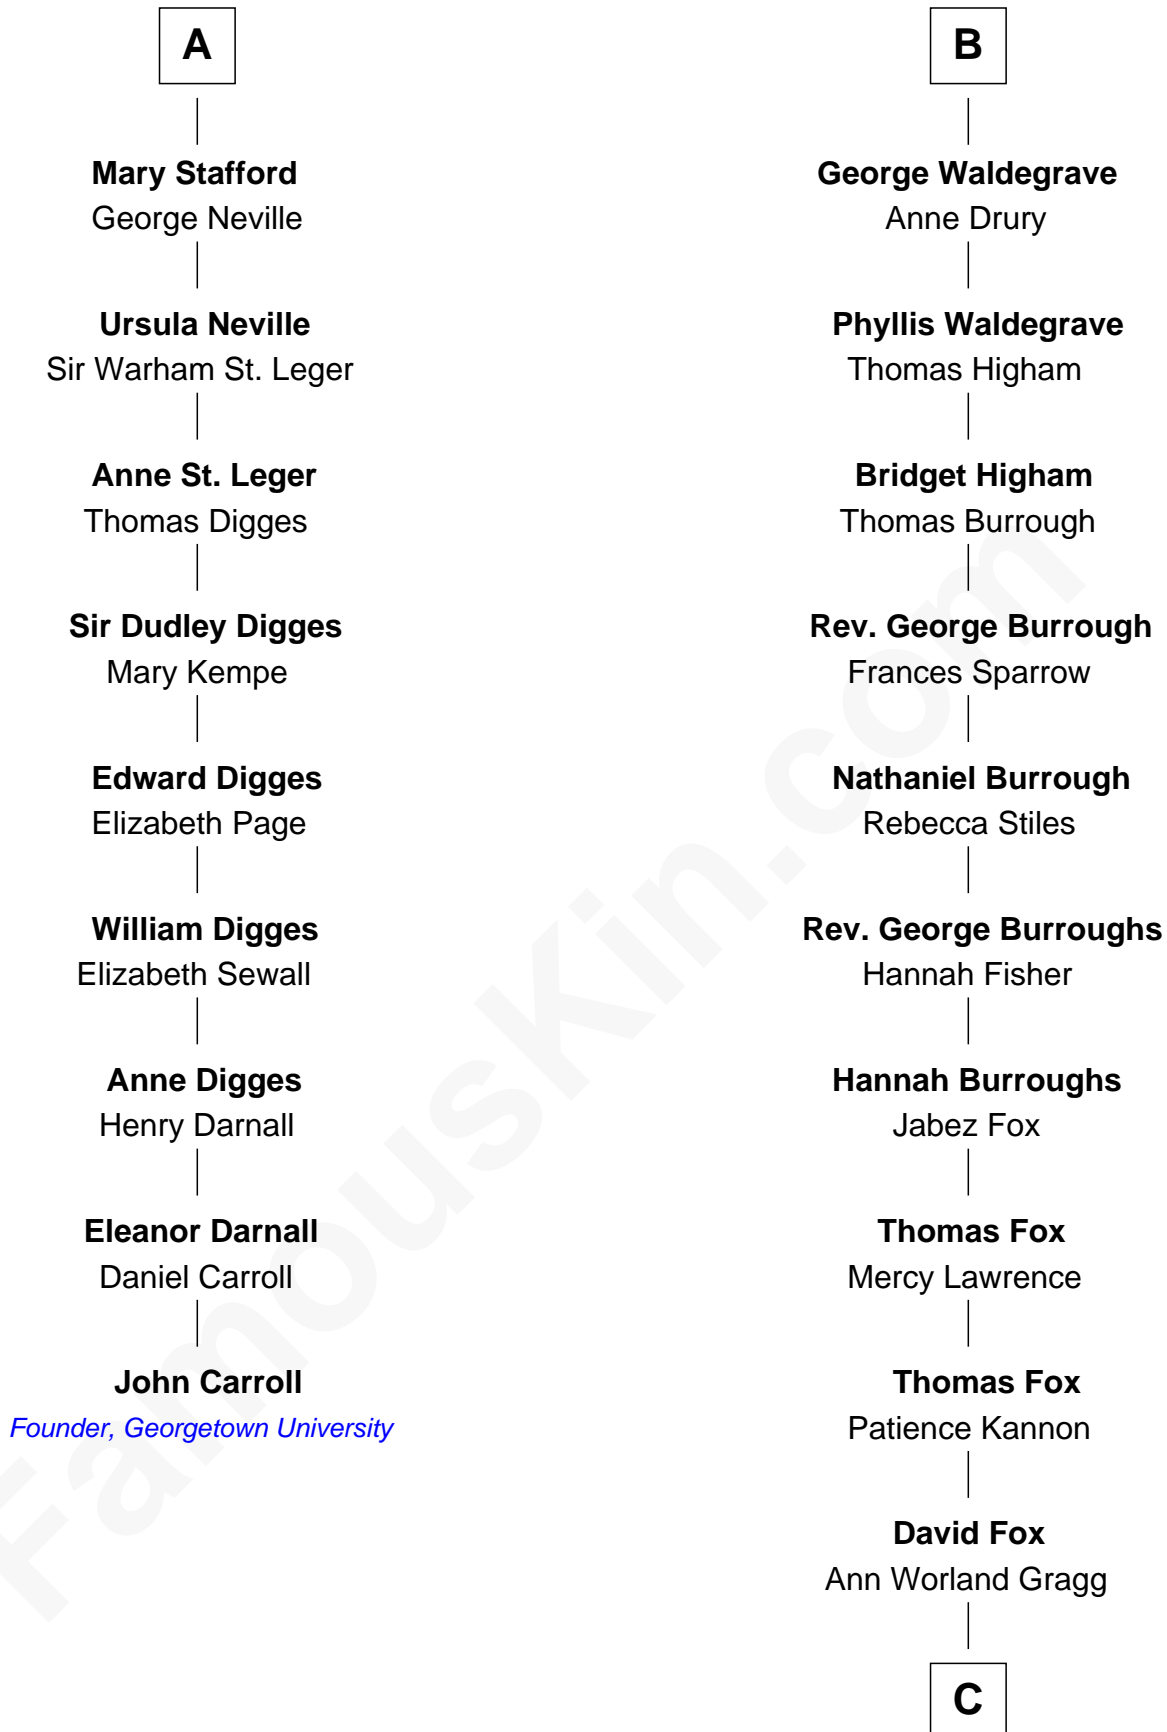 A
Mary Stafford
George Neville
Ursula Neville
Sir Warham St. Leger
Anne St. Leger
Thomas Digges
Sir Dudley Digges
Mary Kempe
Edward Digges
Elizabeth Page
William Digges
Elizabeth Sewall
Anne Digges
Henry Darnall
Eleanor Darnall
Daniel Carroll
John Carroll
Founder, Georgetown University
B
George Waldegrave
Anne Drury
Phyllis Waldegrave
Thomas Higham
Bridget Higham
Thomas Burrough
Rev. George Burrough
Frances Sparrow
Nathaniel Burrough
Rebecca Stiles
Rev. George Burroughs
Hannah Fisher
Hannah Burroughs
Jabez Fox
Thomas Fox
Mercy Lawrence
Thomas Fox
Patience Kannon
David Fox
Ann Worland Gragg
C
FamousKin.com